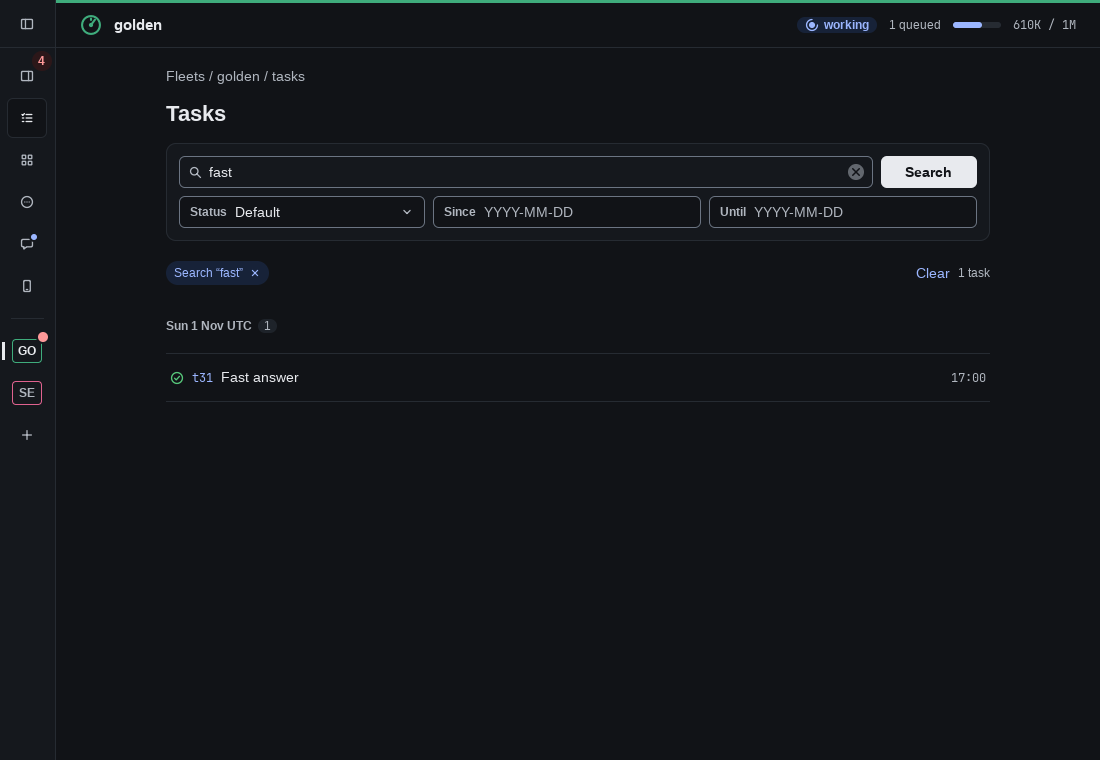 golden
working
1 queued
610K / 1M
4
Fleets / golden / tasks
Tasks
fast
Search
Status Default
Since YYYY-MM-DD
Until YYYY-MM-DD
Search “fast” ×
Clear 1 task
Sun 1 Nov UTC 1
t31 Fast answer 17:00
GO
SE